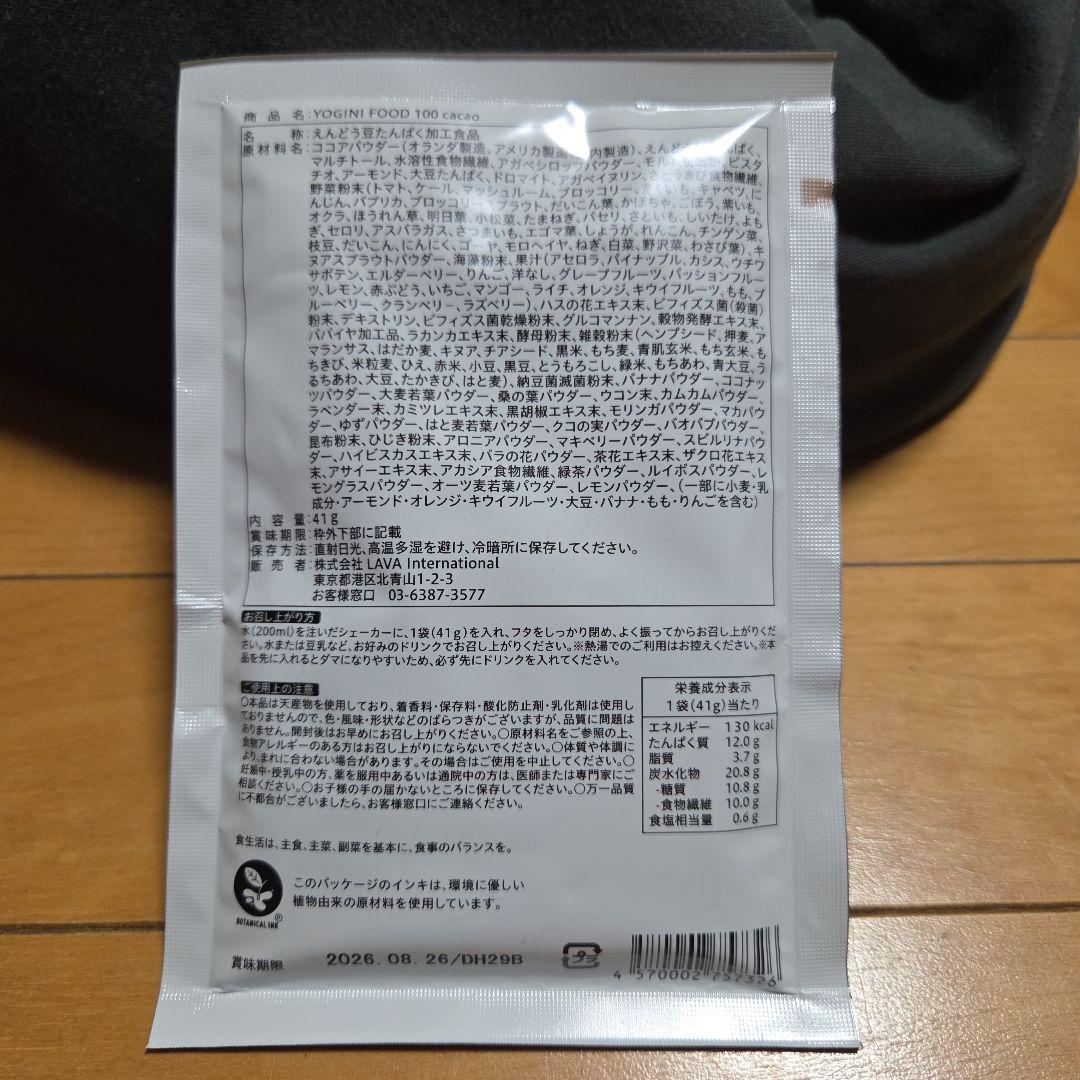 商品名:YOGINI FOOD 100 cacao
名称:えんどう豆たんぱく加工食品
原材料名:ココアパウダー(オランダ製造、アメリカ製造、国内製造)、えんどう豆たんぱく、
マルチトール、水溶性食物繊維、アガベシロップパウダー、ピスタ
チオ、アーモンド、大豆たんぱく、ドロマイト、アガベイヌリン、さとうきび食物繊維、
野菜粉末(トマト、ケール、マッシュルーム、ブロッコリー、キャベツ、に
んじん、パプリカ、ブロッコリースプラウト、だいこん葉、かぼちゃ、ごぼう、紫いも、
オクラ、ほうれん草、明日葉、小松菜、たまねぎ、パセリ、さといも、しいたけ、よも
ぎ、セロリ、アスパラガス、さつまいも、エゴマ葉、しょうが、れんこん、チンゲン菜、
枝豆、だいこん、にんにく、ゴーヤ、モロヘイヤ、ねぎ、白菜、野沢菜、わさび葉)、キ
ヌアスプラウトパウダー、海藻粉末、果汁(アセロラ、パイナップル、カシス、ウチワ
サボテン、エルダーベリー、りんご、洋なし、グレープフルーツ、パッションフルー
ツ、レモン、赤ぶどう、いちご、マンゴー、ライチ、オレンジ、キウイフルーツ、もも、ブ
ルーベリー、クランベリー、ラズベリー)、ハスの花エキス末、ビフィズス菌(殺菌)
粉末、デキストリン、ビフィズス菌乾燥粉末、グルコマンナン、穀物発酵エキス末、
パパイヤ加工品、ラカンカエキス末、酵母粉末、雑穀粉末(ヘンプシード、押麦、ア
マランサス、はだか麦、キヌア、チアシード、黒米、もち麦、青肌玄米、もち玄米、も
ちきび、米粒麦、ひえ、赤米、小豆、黒豆、とうもろこし、緑米、もちあわ、青大豆、う
るちあわ、大豆、たかきび、はと麦)、納豆菌滅菌粉末、バナナパウダー、ココナッ
ツパウダー、大麦若葉パウダー、桑の葉パウダー、ウコン末、カムカムパウダー、
ラベンダー末、カミツレエキス末、黒胡椒エキス末、モリンガパウダー、マカパウ
ダー、ゆずパウダー、はと麦若葉パウダー、クコの実パウダー、バオバブパウダー、
昆布粉末、ひじき粉末、アロニアパウダー、マキベリーパウダー、スピルリナパウ
ダー、ハイビスカスエキス末、バラの花パウダー、茶花エキス末、ザクロ花エキス
末、アサイーエキス末、アカシア食物繊維、緑茶パウダー、ルイボスパウダー、レ
モングラスパウダー、オーツ麦若葉パウダー、レモンパウダー、(一部に小麦・乳
成分・アーモンド・オレンジ・キウイフルーツ・大豆・バナナ・もも・りんごを含む)
内容量:41g
賞味期限:枠外下部に記載
保存方法:直射日光、高温多湿を避け、冷暗所に保存してください。
販売者:株式会社 LAVA International
東京都港区北青山1-2-3
お客様窓口 03-6387-3577
お召し上がり方
水(200ml)を注いだシェーカーに、1袋(41g)を入れ、フタをしっかり閉め、よく振ってからお召し上がりくだ
さい。水または豆乳など、お好みのドリンクでお召し上がりください。※熱湯でのご利用はお控えください。※本
品を先に入れるとダマになりやすいため、必ず先にドリンクを入れてください。
ご使用上の注意
○本品は天産物を使用しており、着香料・保存料・酸化防止剤・乳化剤は使用し
ておりませんので、色・風味・形状などのばらつきがございますが、品質に問題は
ありません。開封後はお早めにお召し上がりください。○原材料名をご参照の上、
食物アレルギーのある方はお召し上がりにならないでください。○体質や体調に
より、まれに合わない場合があります。その場合はご使用を中止してください。○
妊娠中・授乳中の方、薬を服用中あるいは通院中の方は、医師または専門家にご
相談ください。○お子様の手の届かないところに保存してください。○万一品質
に不都合がございましたら、お客様窓口にご連絡ください。
栄養成分表示
1袋(41g)当たり
エネルギー 130 kcal
たんぱく質 12.0 g
脂質 3.7 g
炭水化物 20.8 g
-糖質 10.8 g
-食物繊維 10.0 g
食塩相当量 0.6 g
食生活は、主食、主菜、副菜を基本に、食事のバランスを。
BOTANICAL INK®
このパッケージのインキは、環境に優しい
植物由来の原材料を使用しています。
賞味期限 2026.08.26/DH29B
プラ
4 570002 757326